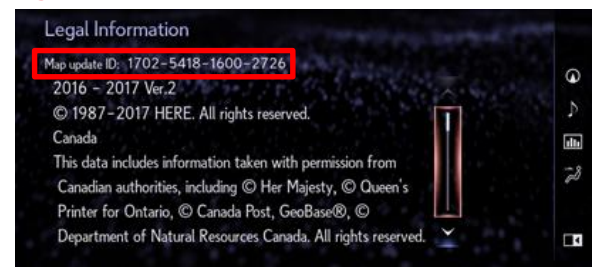 Legal Information
Map update ID: 1702-5418-1600-2726
2016 - 2017 Ver.2
© 1987-2017 HERE. All rights reserved.
Canada
This data includes information taken with permission from
Canadian authorities, including © Her Majesty, © Queen's
Printer for Ontario, © Canada Post, GeoBase®, ©
Department of Natural Resources Canada. All rights reserved.